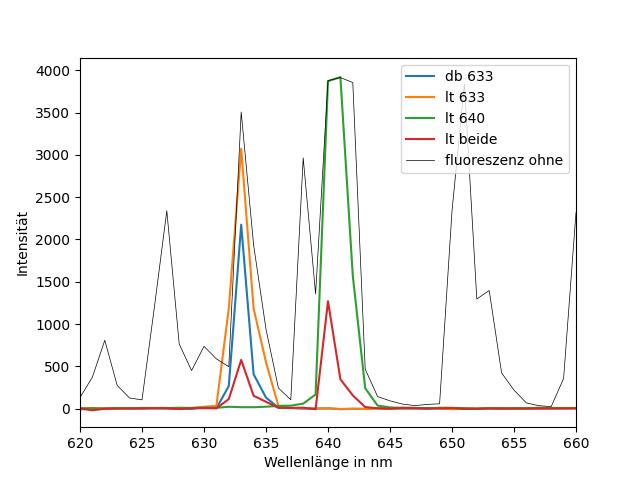 4000
3500
3000
2500
2000
1500
1000
500
0
Intensität
db 633
lt 633
lt 640
lt beide
fluoreszenz ohne
620 625 630 635 640 645 650 655 660
Wellenlänge in nm